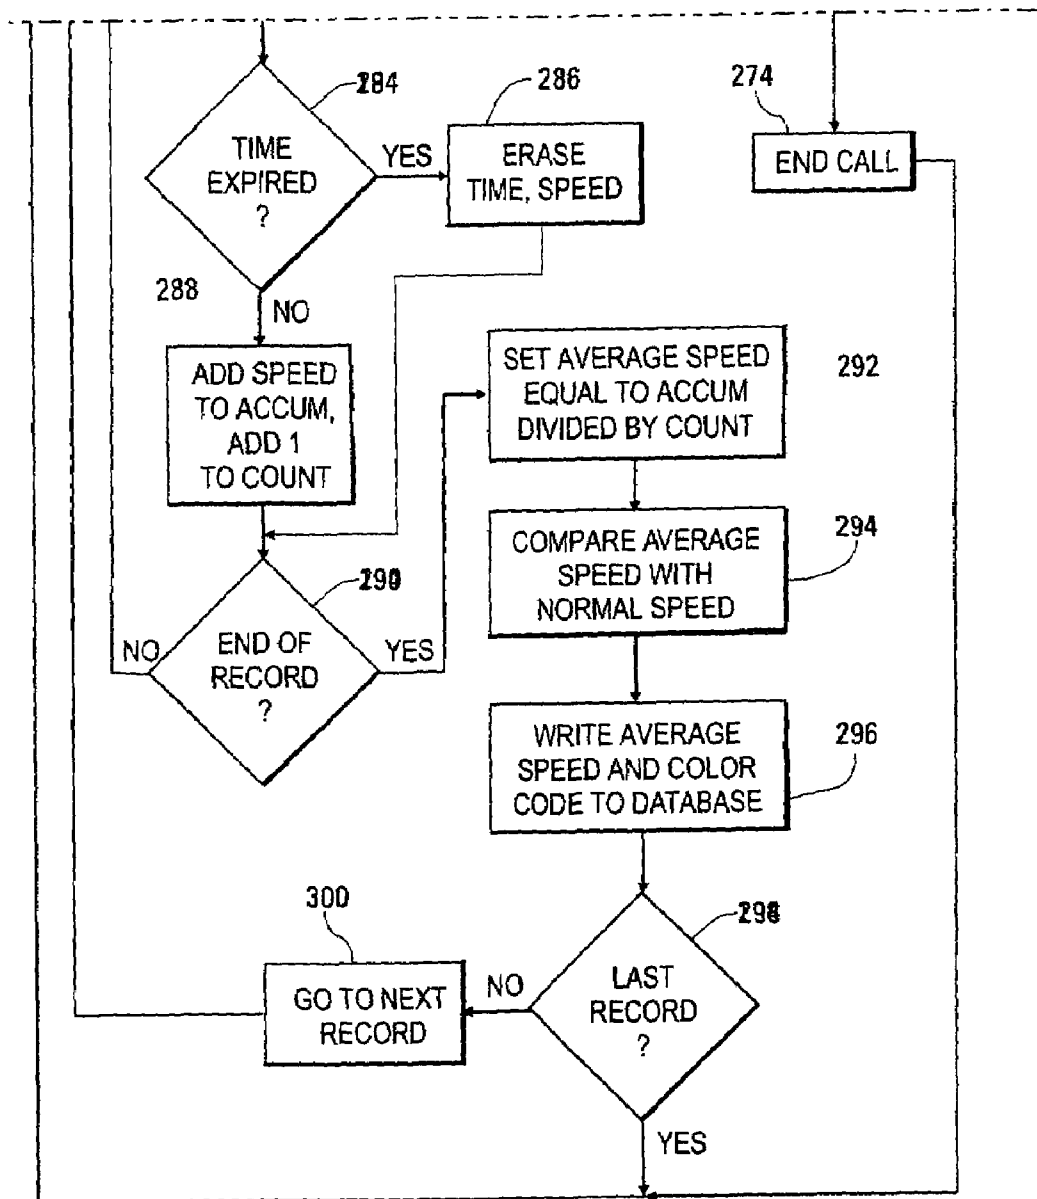 284
286
274
TIME
EXPIRED
?
YES
ERASE
TIME, SPEED
END CALL
288
NO
ADD SPEED
TO ACCUM,
ADD 1
TO COUNT
SET AVERAGE SPEED
EQUAL TO ACCUM
DIVIDED BY COUNT
292
COMPARE AVERAGE
SPEED WITH
NORMAL SPEED
294
290
NO
END OF
RECORD
?
YES
WRITE AVERAGE
SPEED AND COLOR
CODE TO DATABASE
296
300
298
GO TO NEXT
RECORD
NO
LAST
RECORD
?
YES